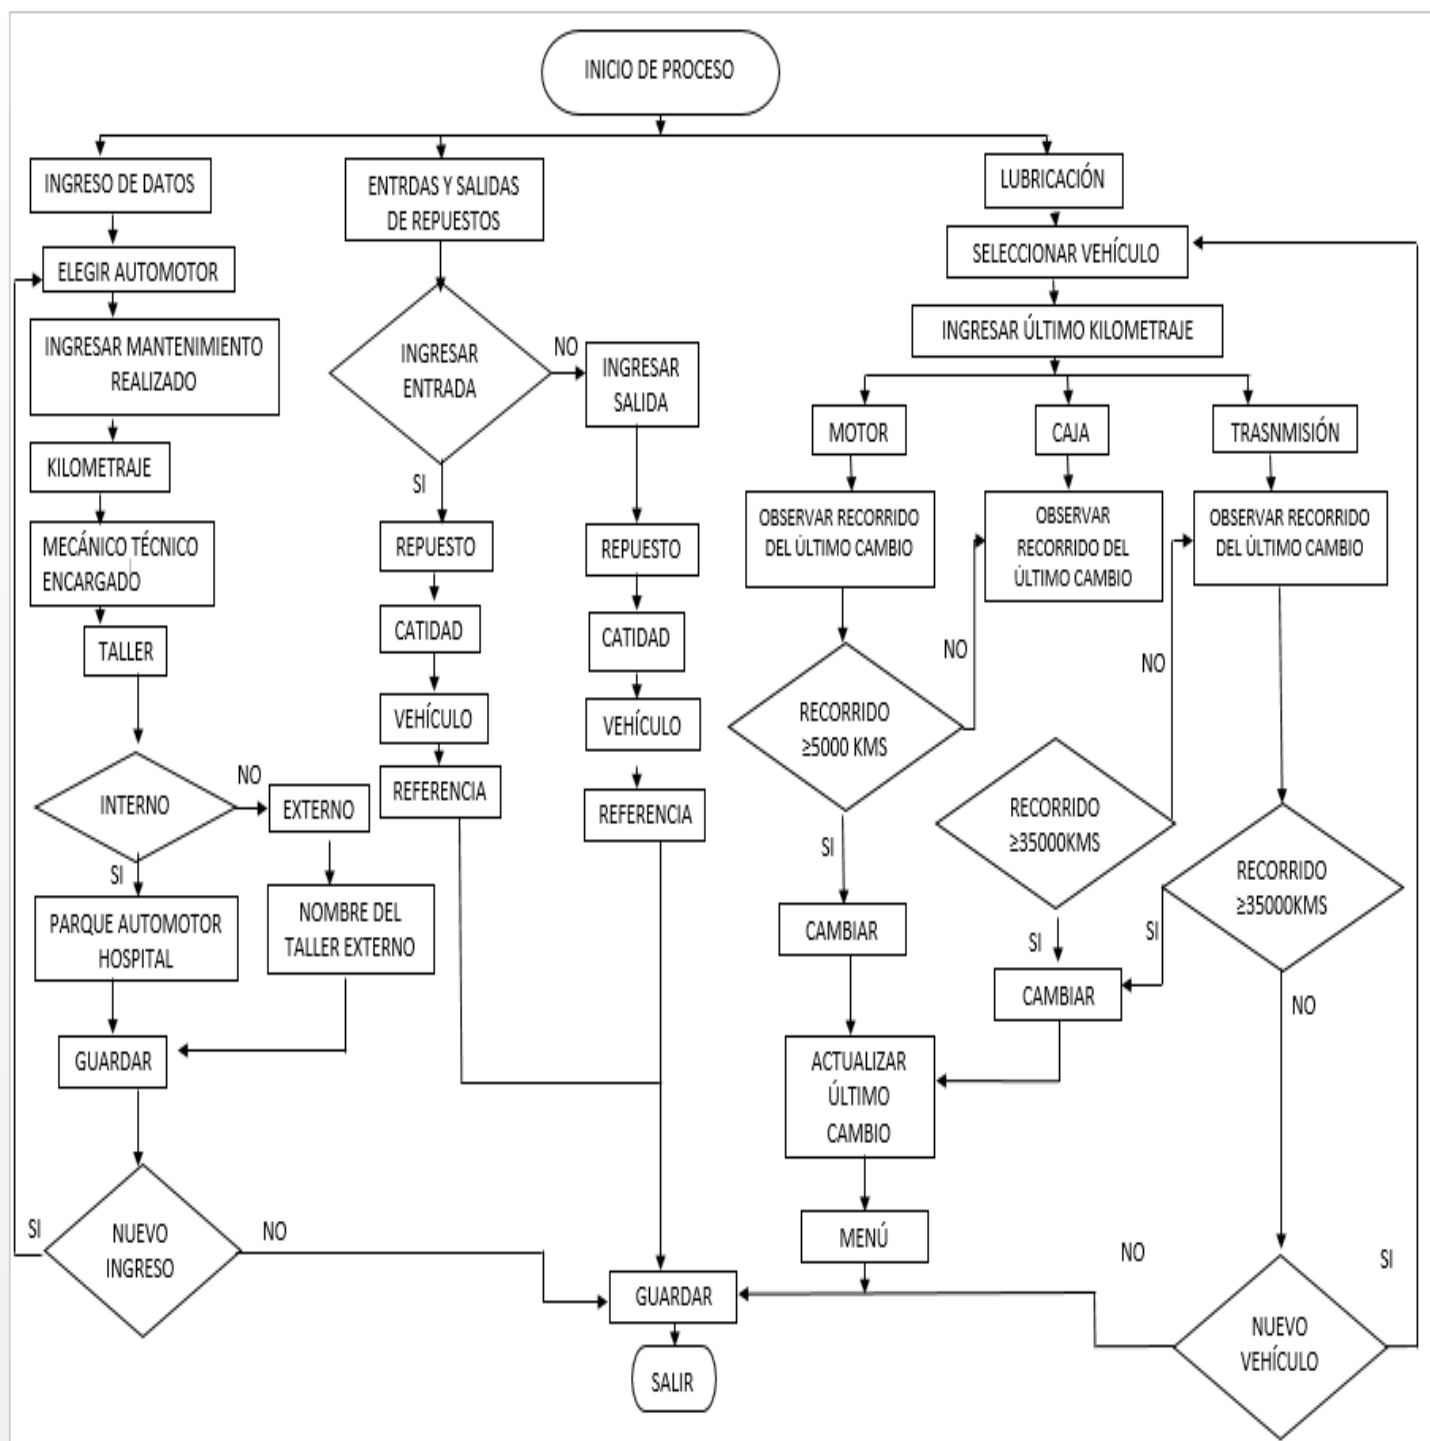 INICIO DE PROCESO
INGRESO DE DATOS
ELEGIR AUTOMOTOR
INGRESAR MANTENIMIENTO
REALIZADO
KILOMETRAJE
MECÁNICO TÉCNICO
ENCARGADO
TALLER
INTERNO
NO
EXTERNO
SI
PARQUE AUTOMOTOR
HOSPITAL
NOMBRE DEL
TALLER EXTERNO
GUARDAR
NUEVO
INGRESO
SI
NO
ENTRDAS Y SALIDAS
DE REPUESTOS
INGRESAR
ENTRADA
NO
INGRESAR
SALIDA
SI
REPUESTO
CATIDAD
VEHÍCULO
REFERENCIA
REPUESTO
CATIDAD
VEHÍCULO
REFERENCIA
LUBRICACIÓN
SELECCIONAR VEHÍCULO
INGRESAR ÚLTIMO KILOMETRAJE
MOTOR
CAJA
TRASNMISIÓN
OBSERVAR RECORRIDO
DEL ÚLTIMO CAMBIO
OBSERVAR
RECORRIDO DEL
ÚLTIMO CAMBIO
OBSERVAR RECORRIDO
DEL ÚLTIMO CAMBIO
NO
NO
RECORRIDO
≥5000 KMS
RECORRIDO
≥35000KMS
RECORRIDO
≥35000KMS
SI
SI
SI
CAMBIAR
CAMBIAR
NO
ACTUALIZAR
ÚLTIMO
CAMBIO
MENÚ
NO
SI
NUEVO
VEHÍCULO
GUARDAR
SALIR